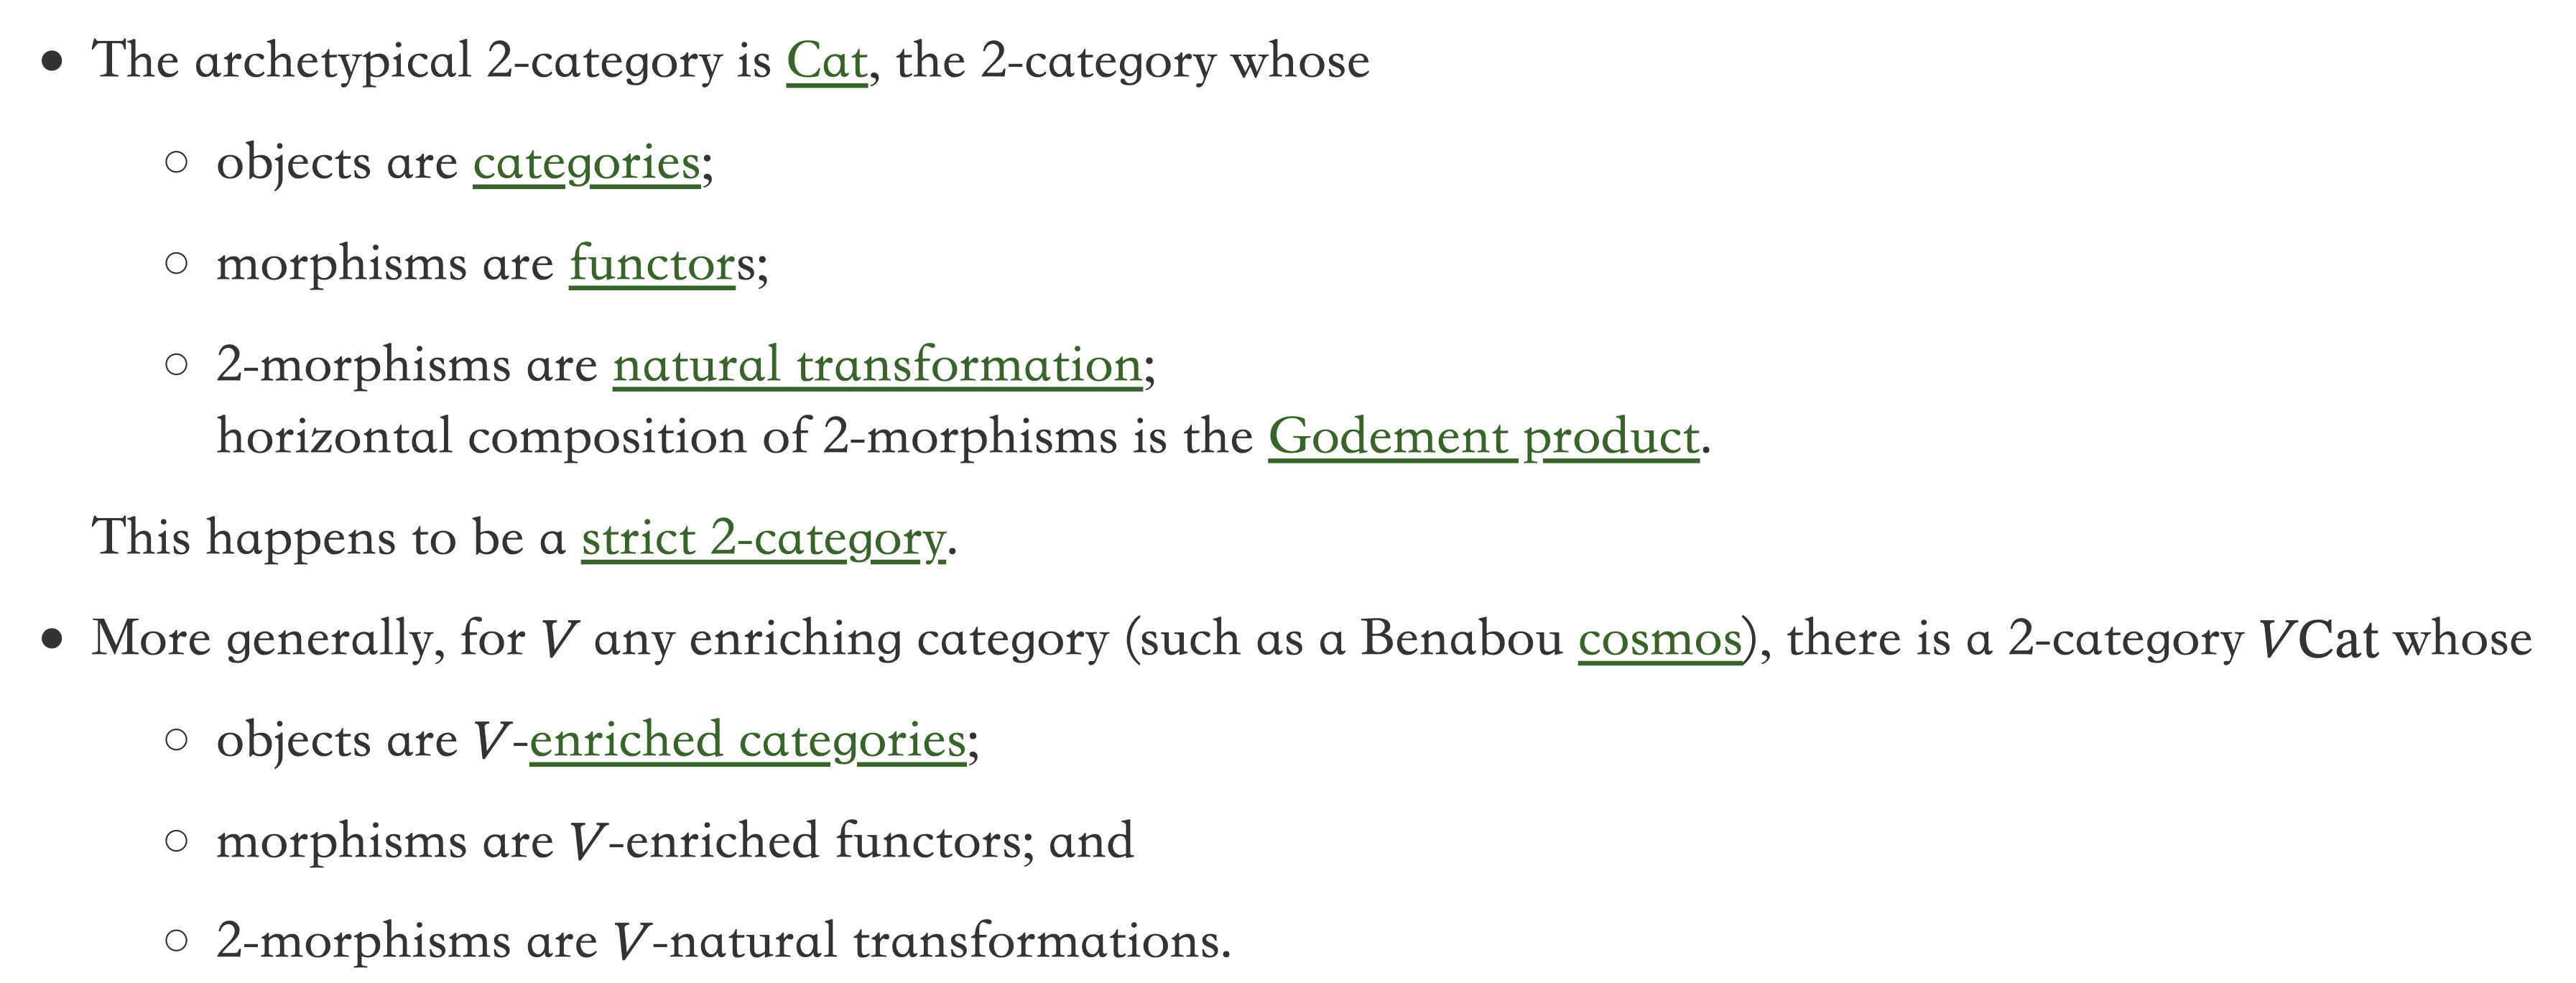 • The archetypical 2-category is Cat, the 2-category whose
○ objects are categories;
○ morphisms are functors;
○ 2-morphisms are natural transformation;
horizontal composition of 2-morphisms is the Godement product.
This happens to be a strict 2-category.
• More generally, for V any enriching category (such as a Benabou cosmos), there is a 2-category VCat whose
○ objects are V-enriched categories;
○ morphisms are V-enriched functors; and
○ 2-morphisms are V-natural transformations.